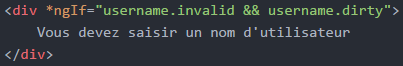 <div *ngIf="username.invalid && username.dirty">
    Vous devez saisir un nom d'utilisateur
</div>